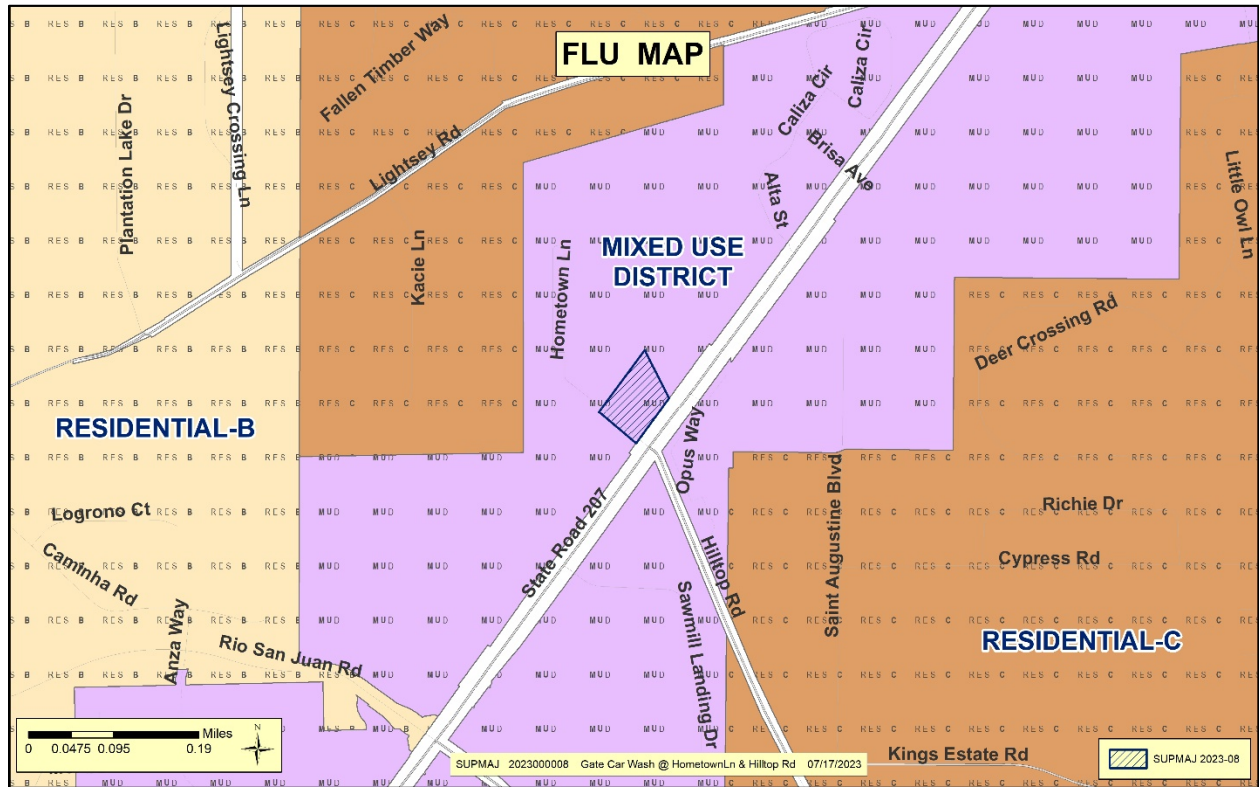 FLU MAP
Fallen Timber Way
Lightsey Crossing Ln
Plantation Lake Dr
Lightsey Rd
Caliza Cir
Caliza Cir
Brisa Ave
Alta St
Little Owl Ln
Kacie Ln
Hometown Ln
MIXED USE
DISTRICT
Deer Crossing Rd
RESIDENTIAL-B
RES B
RES C
MUD
Opus Way
Saint Augustine Blvd
Richie Dr
Cypress Rd
Logrono Ct
Caminha Rd
State Road 207
Hilltop Rd
Sawmill Landing Dr
Anza Way
Rio San Juan Rd
RESIDENTIAL-C
Kings Estate Rd
Miles
0 0.0475 0.095 0.19
N
SUPMAJ 2023000008 Gate Car Wash @ HometownLn & Hilltop Rd 07/17/2023
SUPMAJ 2023-08